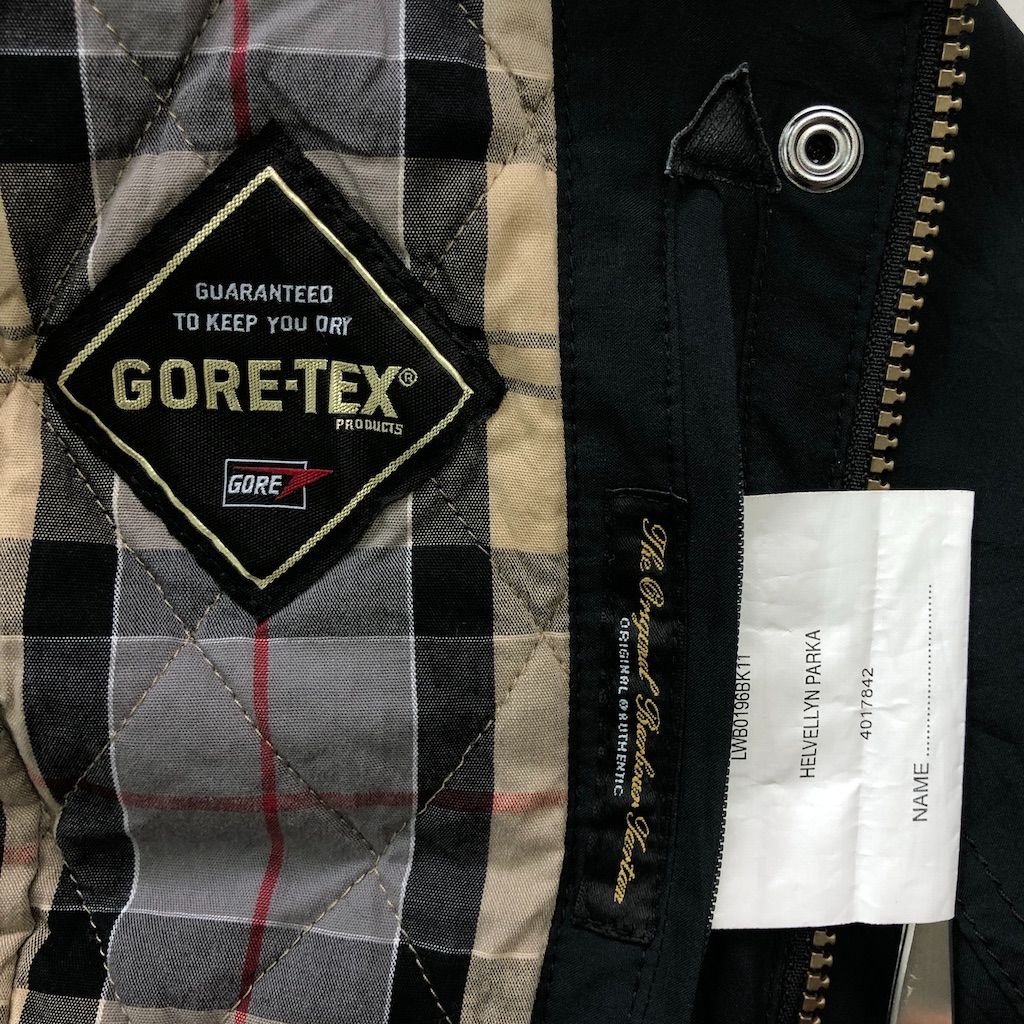 GUARANTEED
TO KEEP YOU DRY
GORE-TEX®
PRODUCTS
GORE
The Original Barbour Tartan
ORIGINAL & AUTHENTIC
LWB0196BK11
HELVELLYN PARKA
4017842
NAME ........................